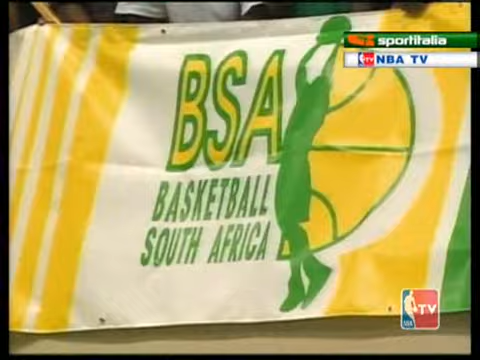 sportitalia
NBA TV
BSA
BASKETBALL
SOUTH AFRICA
TV